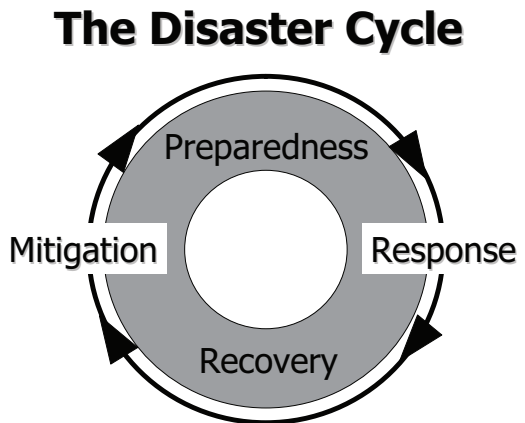 The Disaster Cycle
Preparedness
Mitigation
Response
Recovery